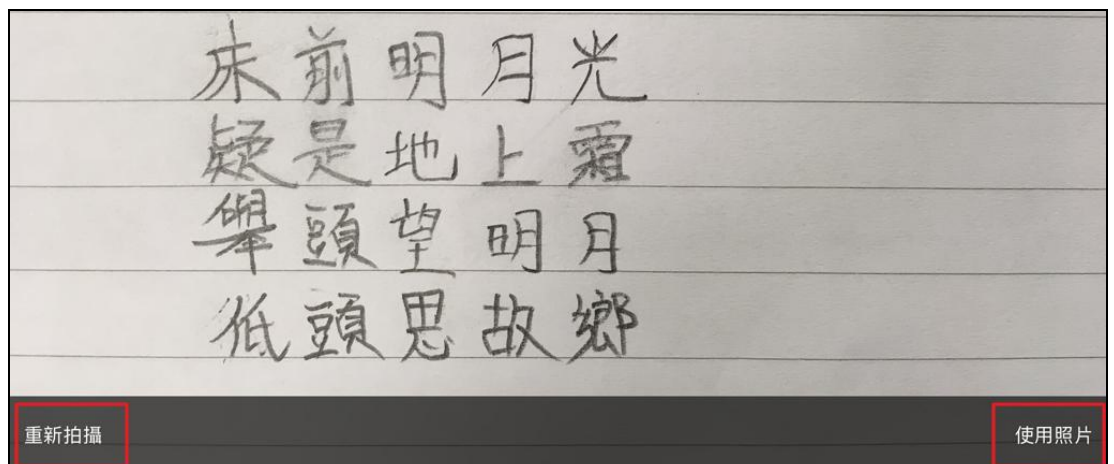 床前明月光
疑是地上霜
舉頭望明月
低頭思故鄉
重新拍攝
使用照片